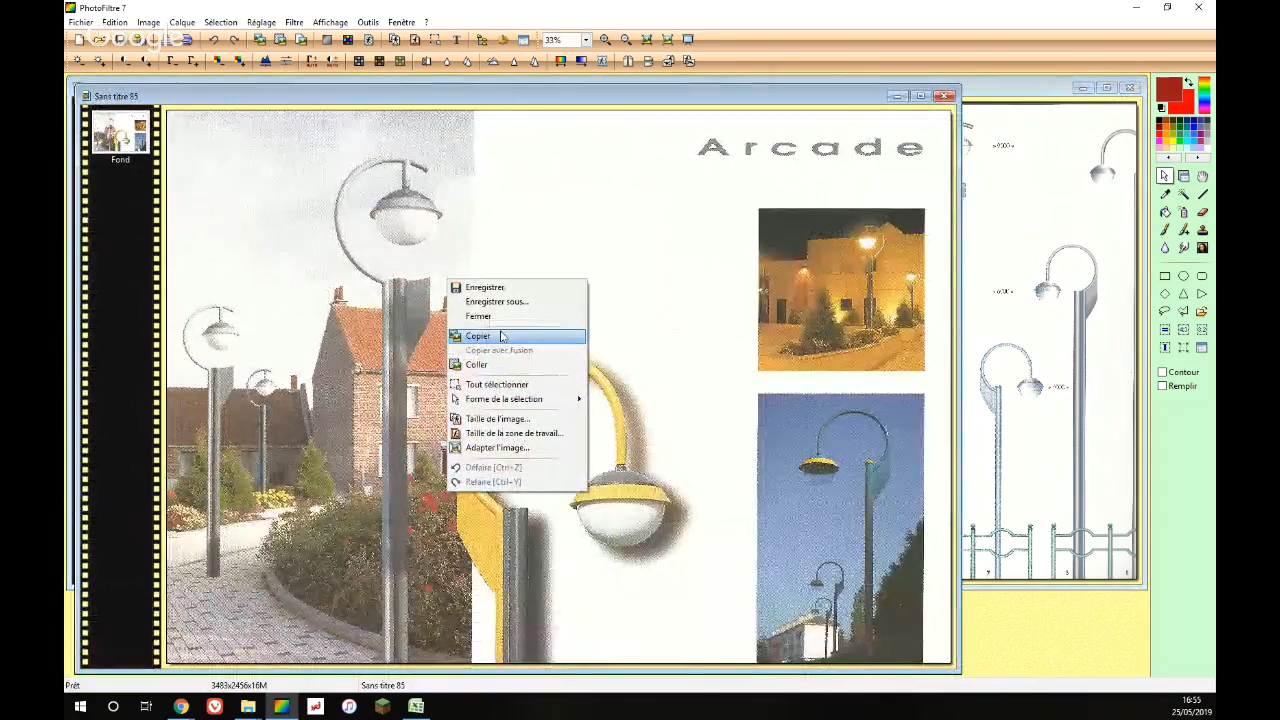 PhotoFiltre 7
Fichier Edition Image Calque Sélection Réglage Filtre Affichage Outils Fenêtre ?
Google
33%
Sans titre 85
Fond
Arcade
Enregistrer
Enregistrer sous...
Fermer
Copier
Copier avec fusion
Coller
Tout sélectionner
Forme de la sélection
Taille de l'image...
Taille de la zone de travail...
Adapter l'image...
Défaire [Ctrl+Z]
Refaire [Ctrl+Y]
Contour
Remplir
Prêt
3483x2456x16M
Sans titre 85
16:55
25/05/2019